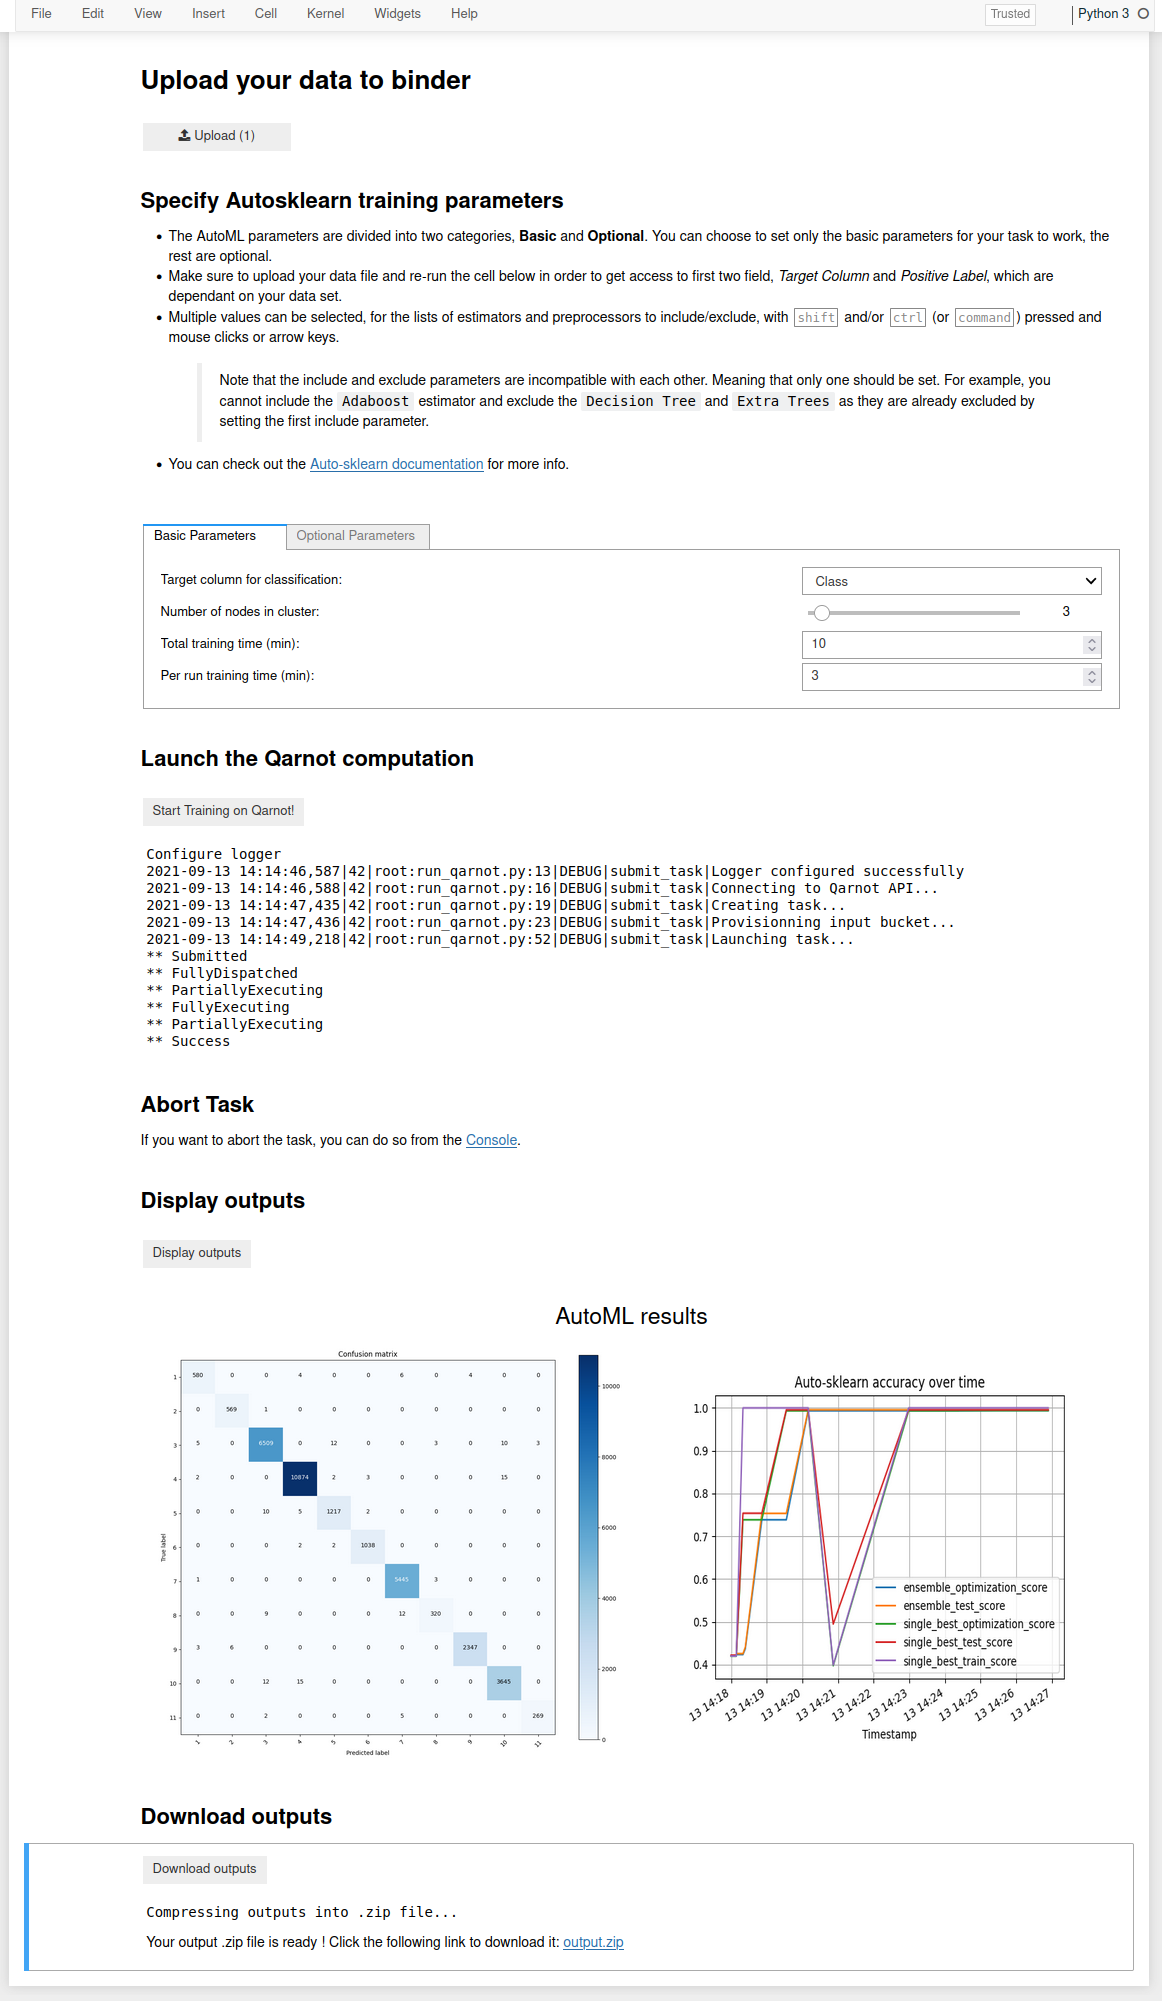 File Edit View Insert Cell Kernel Widgets Help Trusted Python 3
Upload your data to binder
Upload (1)
Specify Autosklearn training parameters
• The AutoML parameters are divided into two categories, Basic and Optional. You can choose to set only the basic parameters for your task to work, the
rest are optional.
• Make sure to upload your data file and re-run the cell below in order to get access to first two field, Target Column and Positive Label, which are
dependant on your data set.
• Multiple values can be selected, for the lists of estimators and preprocessors to include/exclude, with shift and/or ctrl (or command) pressed and
mouse clicks or arrow keys.
Note that the include and exclude parameters are incompatible with each other. Meaning that only one should be set. For example, you
cannot include the Adaboost estimator and exclude the Decision Tree and Extra Trees as they are already excluded by
setting the first include parameter.
• You can check out the Auto-sklearn documentation for more info.
Basic Parameters Optional Parameters
Target column for classification: Class
Number of nodes in cluster: 3
Total training time (min): 10
Per run training time (min): 3
Launch the Qarnot computation
Start Training on Qarnot!
Configure logger
2021-09-13 14:14:46,587|42|root:run_qarnot.py:13|DEBUG|submit_task|Logger configured successfully
2021-09-13 14:14:46,588|42|root:run_qarnot.py:16|DEBUG|submit_task|Connecting to Qarnot API...
2021-09-13 14:14:47,435|42|root:run_qarnot.py:19|DEBUG|submit_task|Creating task...
2021-09-13 14:14:47,436|42|root:run_qarnot.py:23|DEBUG|submit_task|Provisionning input bucket...
2021-09-13 14:14:49,218|42|root:run_qarnot.py:52|DEBUG|submit_task|Launching task...
** Submitted
** FullyDispatched
** PartiallyExecuting
** FullyExecuting
** PartiallyExecuting
** Success
Abort Task
If you want to abort the task, you can do so from the Console.
Display outputs
Display outputs
AutoML results
Confusion matrix
True label
1 580 0 0 4 0 0 6 0 4 0 0
2 0 569 1 0 0 0 0 0 0 0 0
3 5 0 6509 0 12 0 0 3 0 10 3
4 2 0 0 10874 2 3 0 0 0 15 0
5 0 0 10 5 1217 2 0 0 0 0 0
6 0 0 0 2 2 1038 0 0 0 0 0
7 1 0 0 0 0 0 5445 3 0 0 0
8 0 0 9 0 0 0 12 320 0 0 0
9 3 6 0 0 0 0 0 0 2347 0 0
10 0 0 12 15 0 0 0 0 0 3645 0
11 0 0 2 0 0 0 5 0 0 0 269
1 2 3 4 5 6 7 8 9 10 11
Predicted label
10000
8000
6000
4000
2000
0
Auto-sklearn accuracy over time
1.0
0.9
0.8
0.7
0.6
0.5
0.4
ensemble_optimization_score
ensemble_test_score
single_best_optimization_score
single_best_test_score
single_best_train_score
13 14:18 13 14:19 13 14:20 13 14:21 13 14:22 13 14:23 13 14:24 13 14:25 13 14:26 13 14:27
Timestamp
Download outputs
Download outputs
Compressing outputs into .zip file...
Your output .zip file is ready ! Click the following link to download it: output.zip